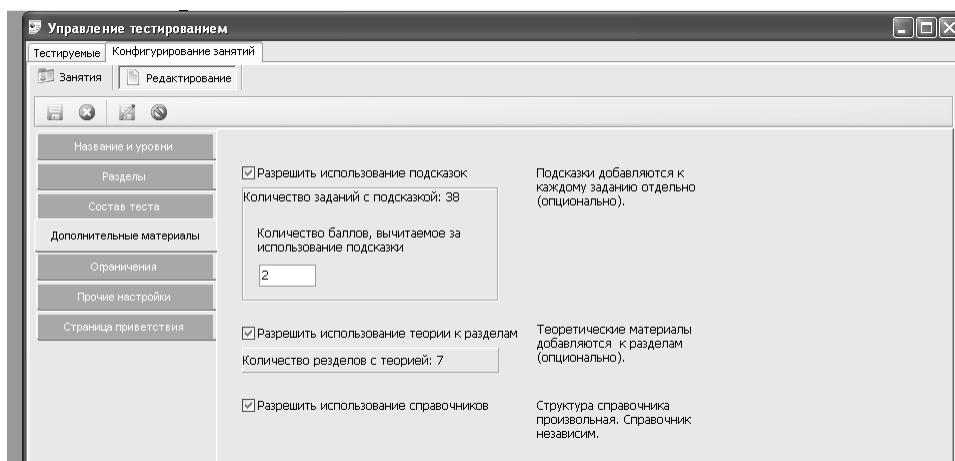 Управление тестированием
Тестируемые Конфигурирование занятий
Занятия Редактирование
Название и уровни
Разделы
Состав теста
Дополнительные материалы
Ограничения
Прочие настройки
Страница приветствия
Разрешить использование подсказок
Количество заданий с подсказкой: 38
Количество баллов, вычитаемое за
использование подсказки
2
Подсказки добавляются к
каждому заданию отдельно
(опционально).
Разрешить использование теории к разделам
Количество резделов с теорией: 7
Теоретические материалы
добавляются к разделам
(опционально).
Разрешить использование справочников
Структура справочника
произвольная. Справочник
независим.